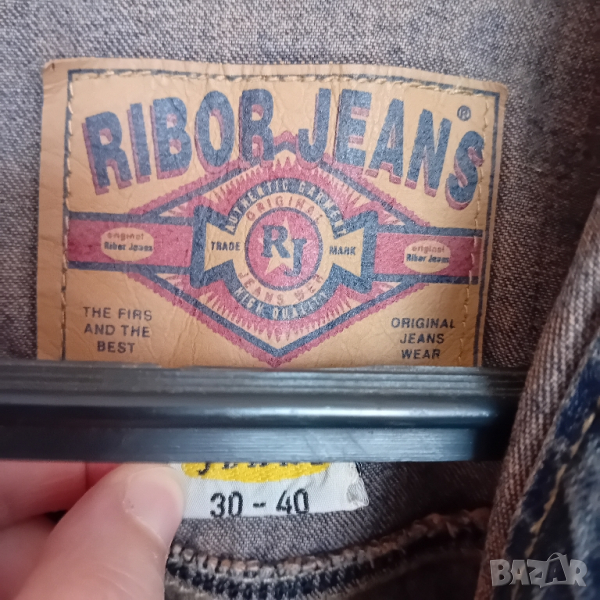 RIBOR JEANS®
AUTHENTIC GARMENT
ORIGINAL
original
Ribor Jeans
TRADE
RJ
MARK
original
Ribor Jeans
JEANS WEAR
HIGH QUALITY
THE FIRS
AND THE
BEST
ORIGINAL
JEANS
WEAR
30 - 40
BAZAR